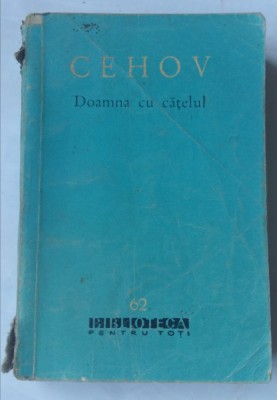 CEHOV
Doamna cu cățelul
62
BIBLIOTECA
PENTRU TOȚI